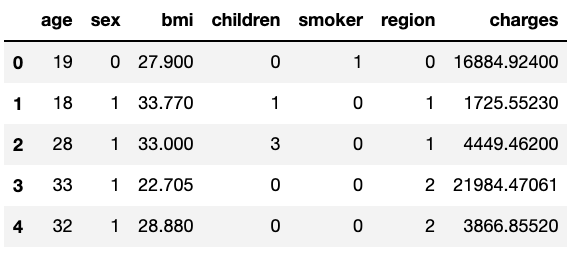 age sex bmi children smoker region charges
0 19 0 27.900 0 1 0 16884.92400
1 18 1 33.770 1 0 1 1725.55230
2 28 1 33.000 3 0 1 4449.46200
3 33 1 22.705 0 0 2 21984.47061
4 32 1 28.880 0 0 2 3866.85520